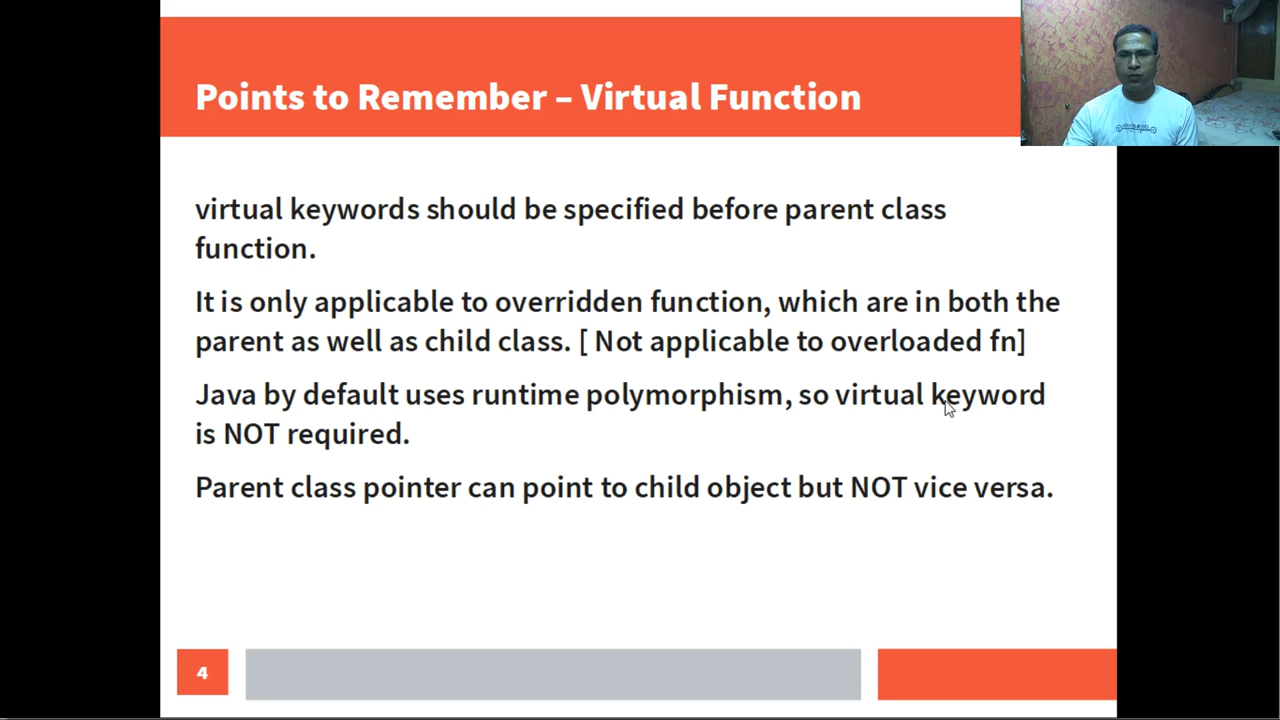 Points to Remember – Virtual Function
virtual keywords should be specified before parent class
function.
It is only applicable to overridden function, which are in both the
parent as well as child class. [ Not applicable to overloaded fn]
Java by default uses runtime polymorphism, so virtual keyword
is NOT required.
Parent class pointer can point to child object but NOT vice versa.
4